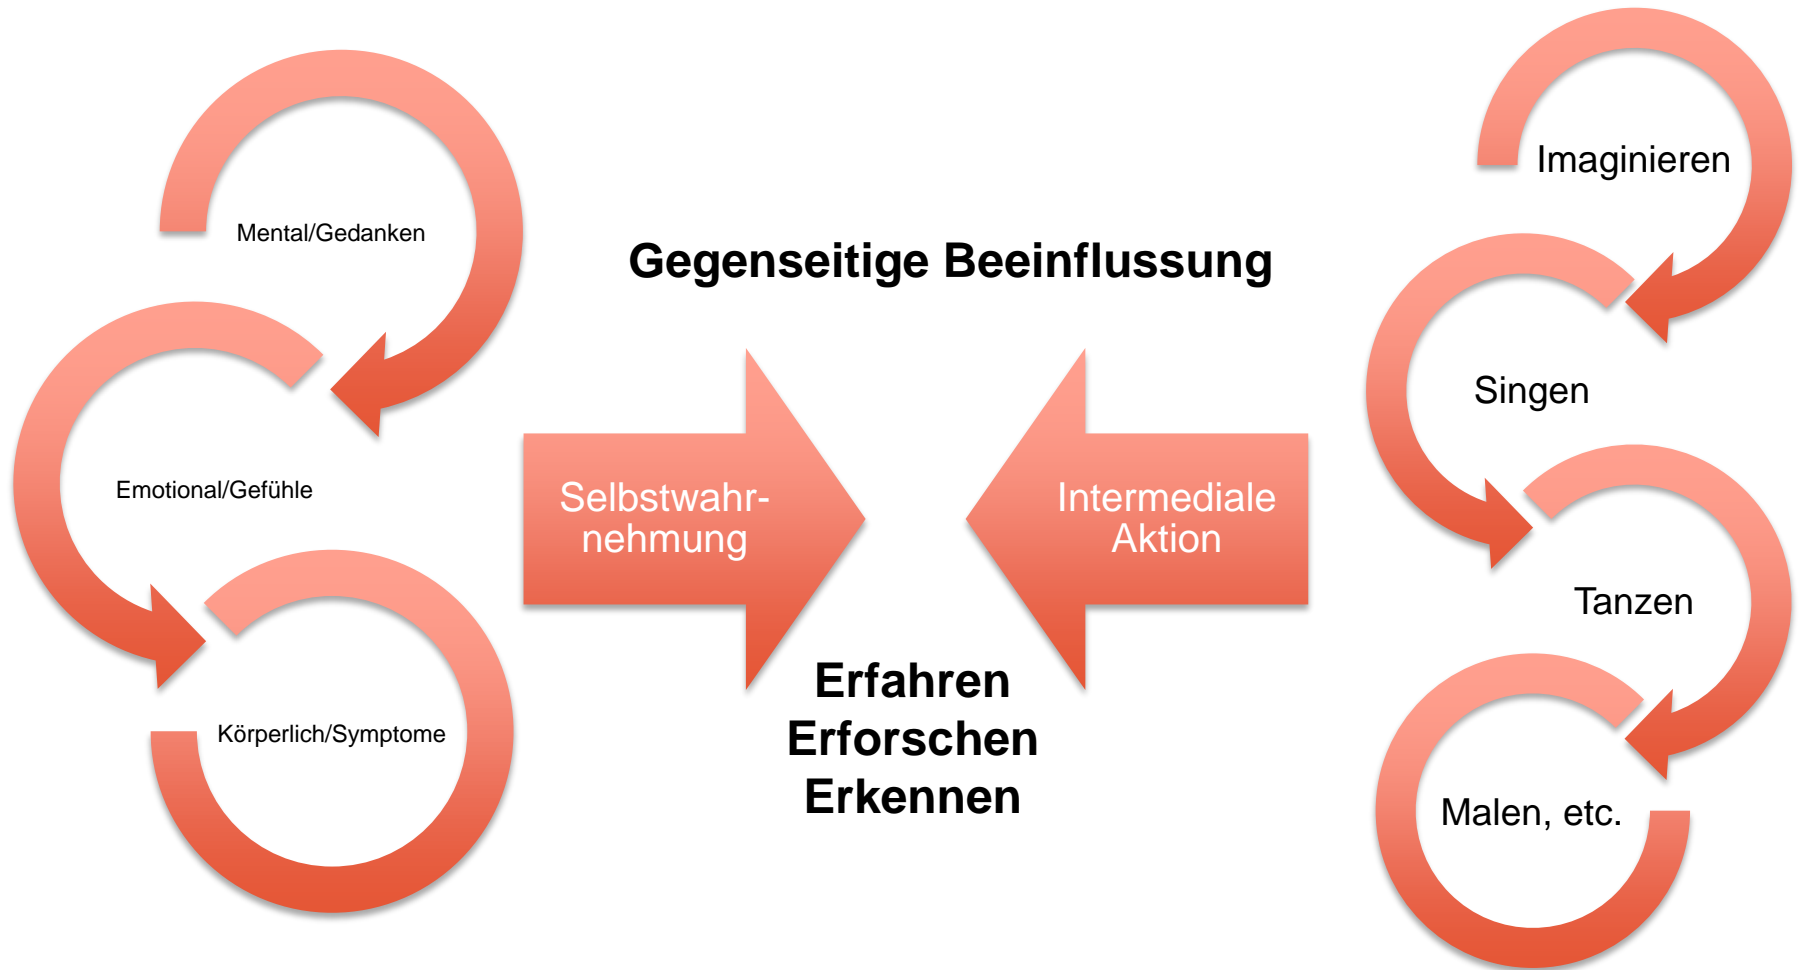 Mental/Gedanken
Emotional/Gefühle
Körperlich/Symptome
Gegenseitige Beeinflussung
Selbstwahr-
nehmung
Intermediale
Aktion
Erfahren
Erforschen
Erkennen
Imaginieren
Singen
Tanzen
Malen, etc.